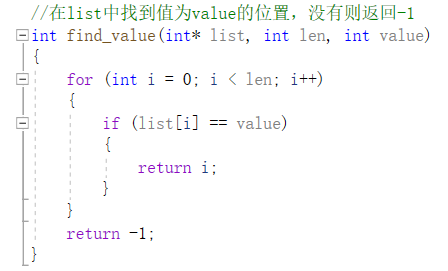 //在list中找到值为value的位置，没有则返回-1
int find_value(int* list, int len, int value)
{
    for (int i = 0; i < len; i++)
    {
        if (list[i] == value)
        {
            return i;
        }
    }
    return -1;
}